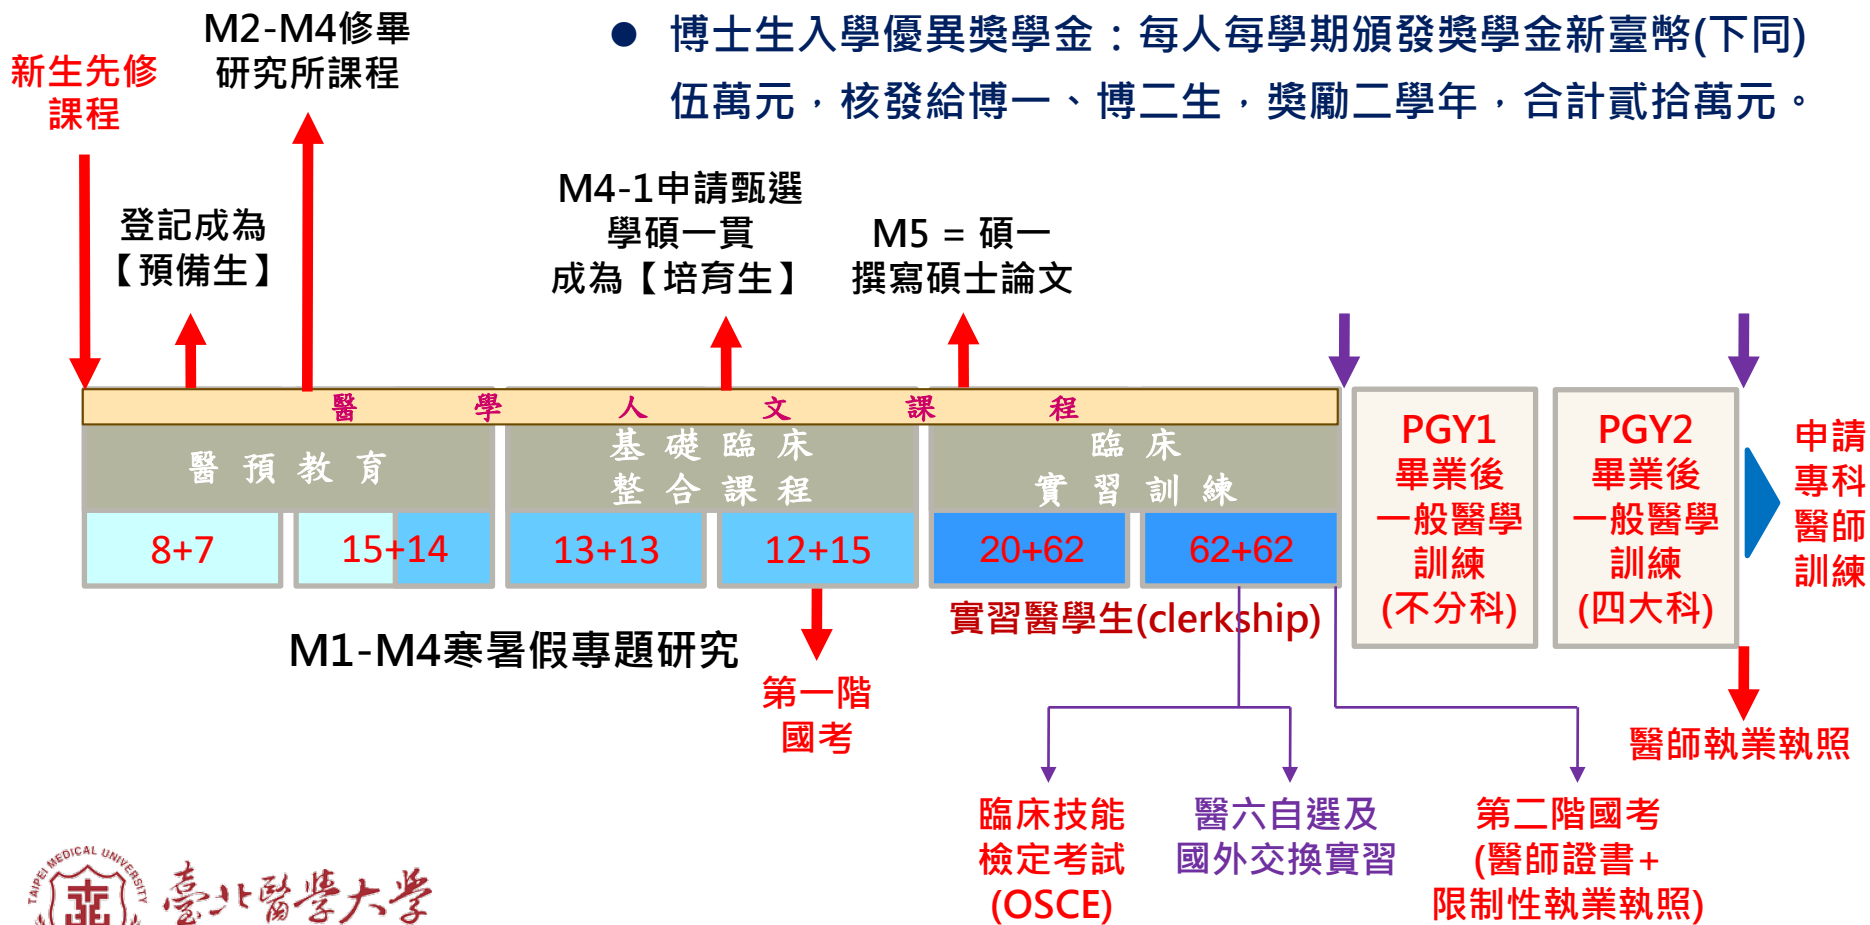 ● 博士生入學優異獎學金：每人每學期頒發獎學金新臺幣(下同)
伍萬元，核發給博一、博二生，獎勵二學年，合計貳拾萬元。
新生先修
課程
M2-M4修畢
研究所課程
登記成為
【預備生】
M4-1申請甄選
學碩一貫
成為【培育生】
M5 = 碩一
撰寫碩士論文
醫學人文課程
醫預教育
基礎臨床
整合課程
臨床
實習訓練
8+7
15+14
13+13
12+15
20+62
62+62
PGY1
畢業後
一般醫學
訓練
(不分科)
PGY2
畢業後
一般醫學
訓練
(四大科)
申請
專科
醫師
訓練
M1-M4寒暑假專題研究
第一階
國考
實習醫學生(clerkship)
醫師執業執照
臨床技能
檢定考試
(OSCE)
醫六自選及
國外交換實習
第二階國考
(醫師證書+
限制性執業執照)
TAIPEI MEDICAL UNIVERSITY
臺北醫學大學